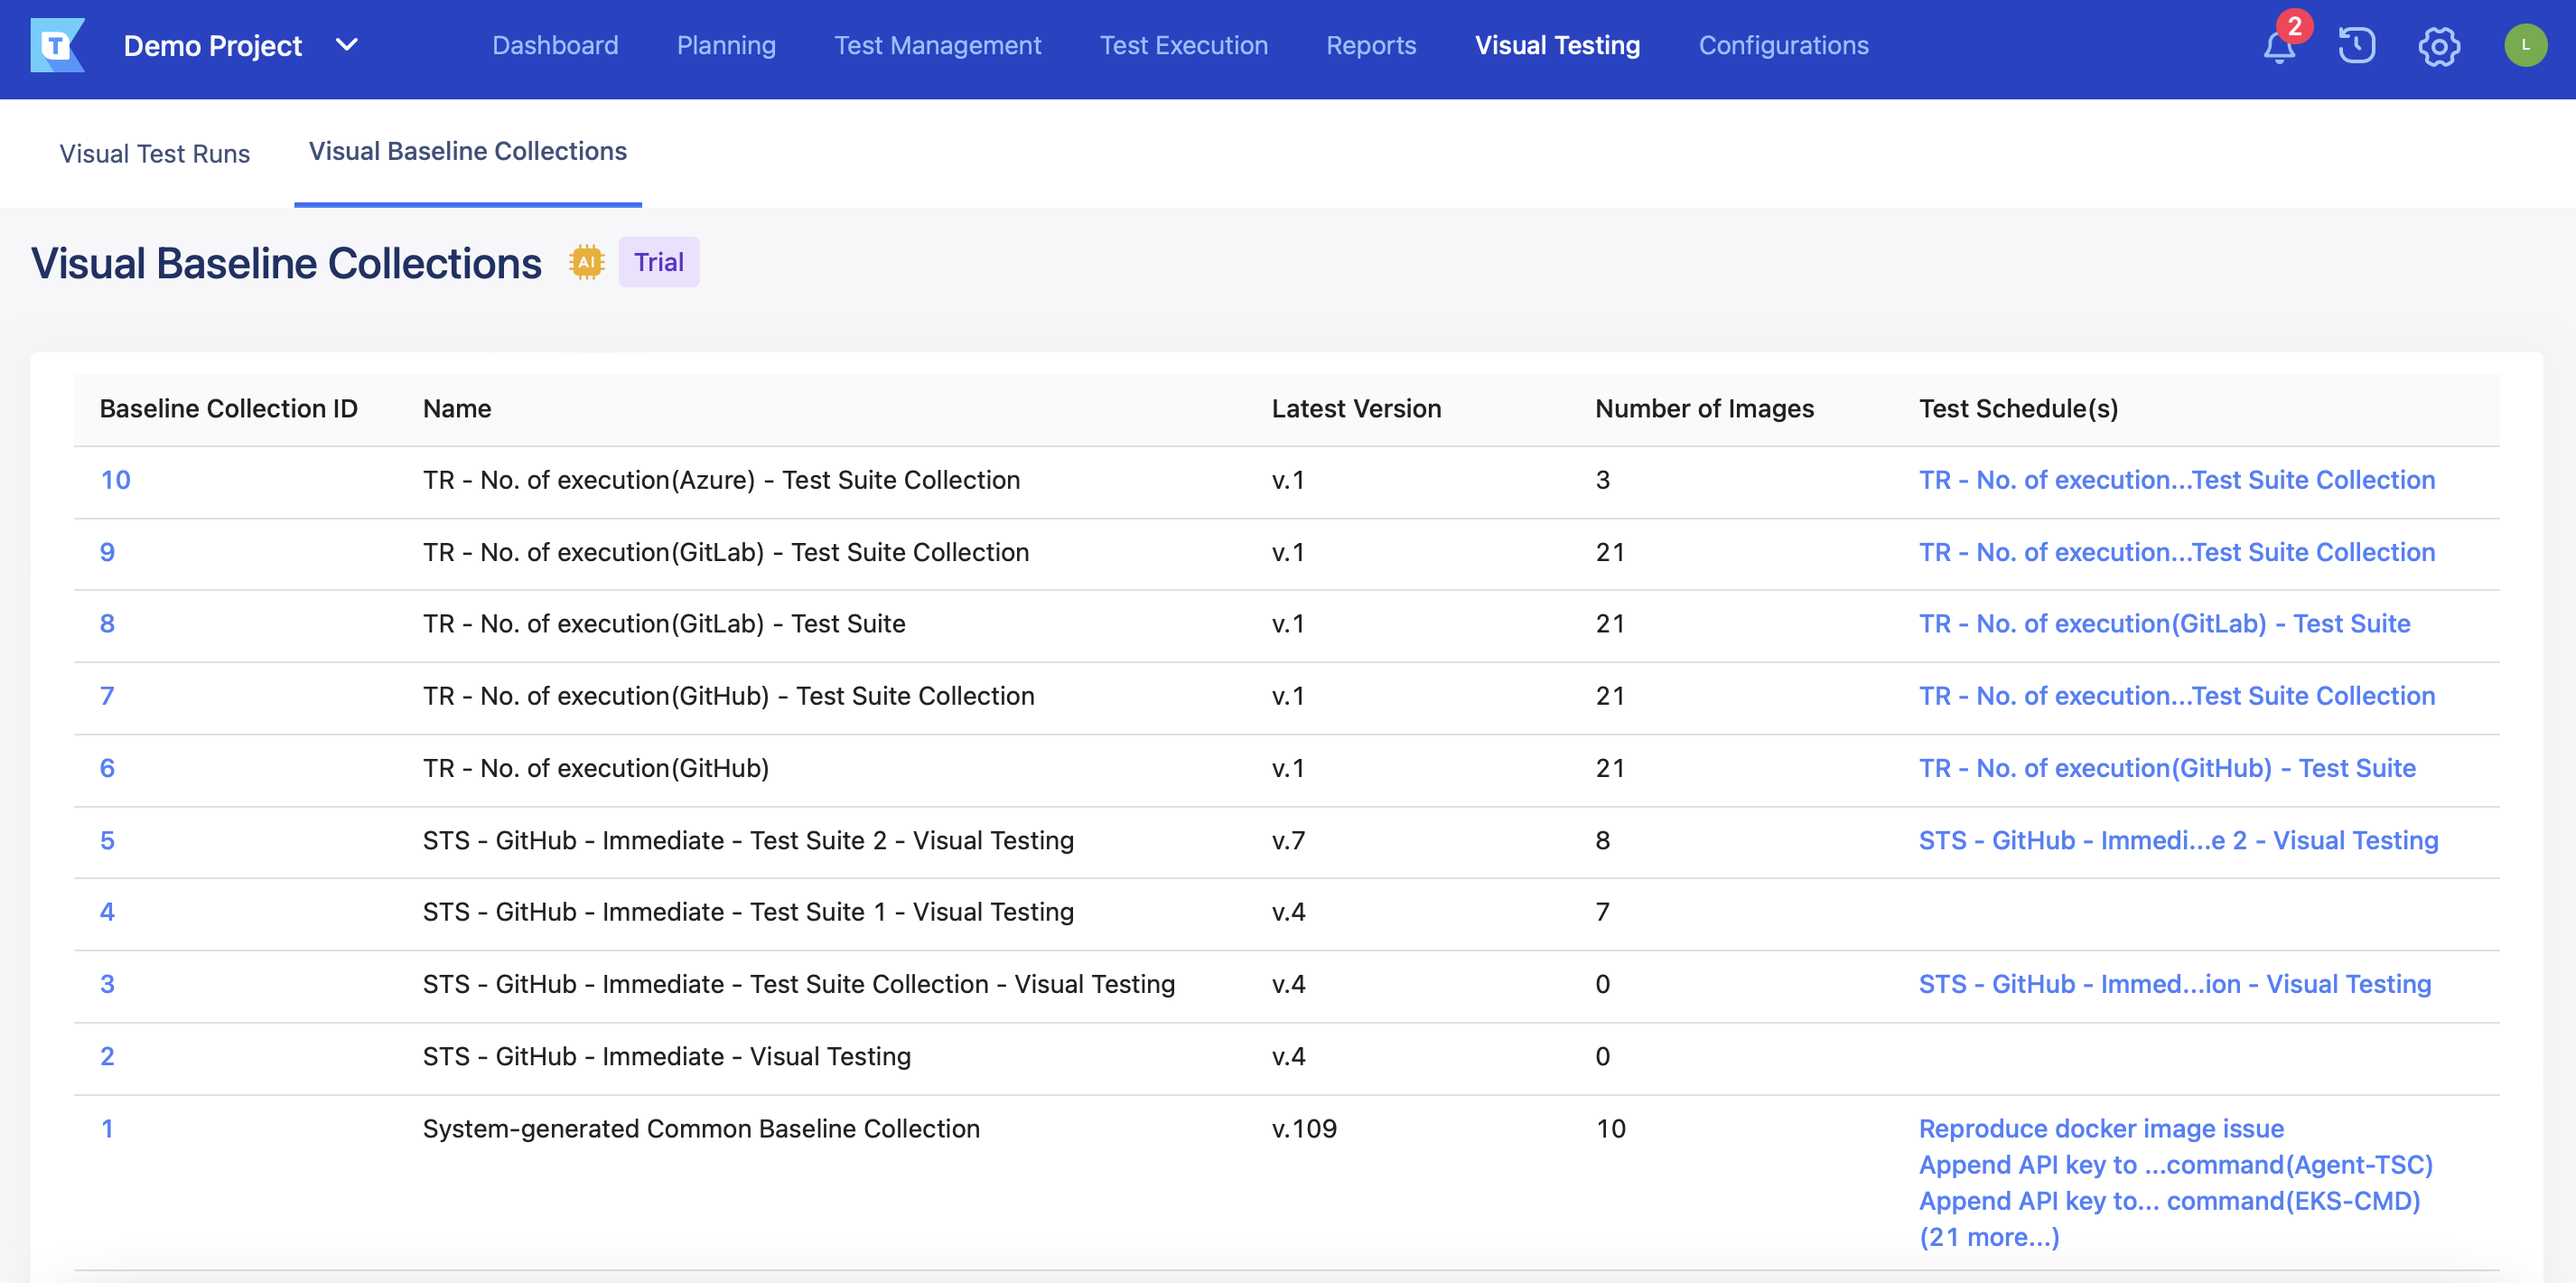 T Demo Project Dashboard Planning Test Management Test Execution Reports Visual Testing Configurations 2 L
Visual Test Runs Visual Baseline Collections
Visual Baseline Collections AI Trial
Baseline Collection ID Name Latest Version Number of Images Test Schedule(s)
10 TR - No. of execution(Azure) - Test Suite Collection v.1 3 TR - No. of execution...Test Suite Collection
9 TR - No. of execution(GitLab) - Test Suite Collection v.1 21 TR - No. of execution...Test Suite Collection
8 TR - No. of execution(GitLab) - Test Suite v.1 21 TR - No. of execution(GitLab) - Test Suite
7 TR - No. of execution(GitHub) - Test Suite Collection v.1 21 TR - No. of execution...Test Suite Collection
6 TR - No. of execution(GitHub) v.1 21 TR - No. of execution(GitHub) - Test Suite
5 STS - GitHub - Immediate - Test Suite 2 - Visual Testing v.7 8 STS - GitHub - Immedi...e 2 - Visual Testing
4 STS - GitHub - Immediate - Test Suite 1 - Visual Testing v.4 7
3 STS - GitHub - Immediate - Test Suite Collection - Visual Testing v.4 0 STS - GitHub - Immed...ion - Visual Testing
2 STS - GitHub - Immediate - Visual Testing v.4 0
1 System-generated Common Baseline Collection v.109 10 Reproduce docker image issue
Append API key to ...command(Agent-TSC)
Append API key to... command(EKS-CMD)
(21 more...)